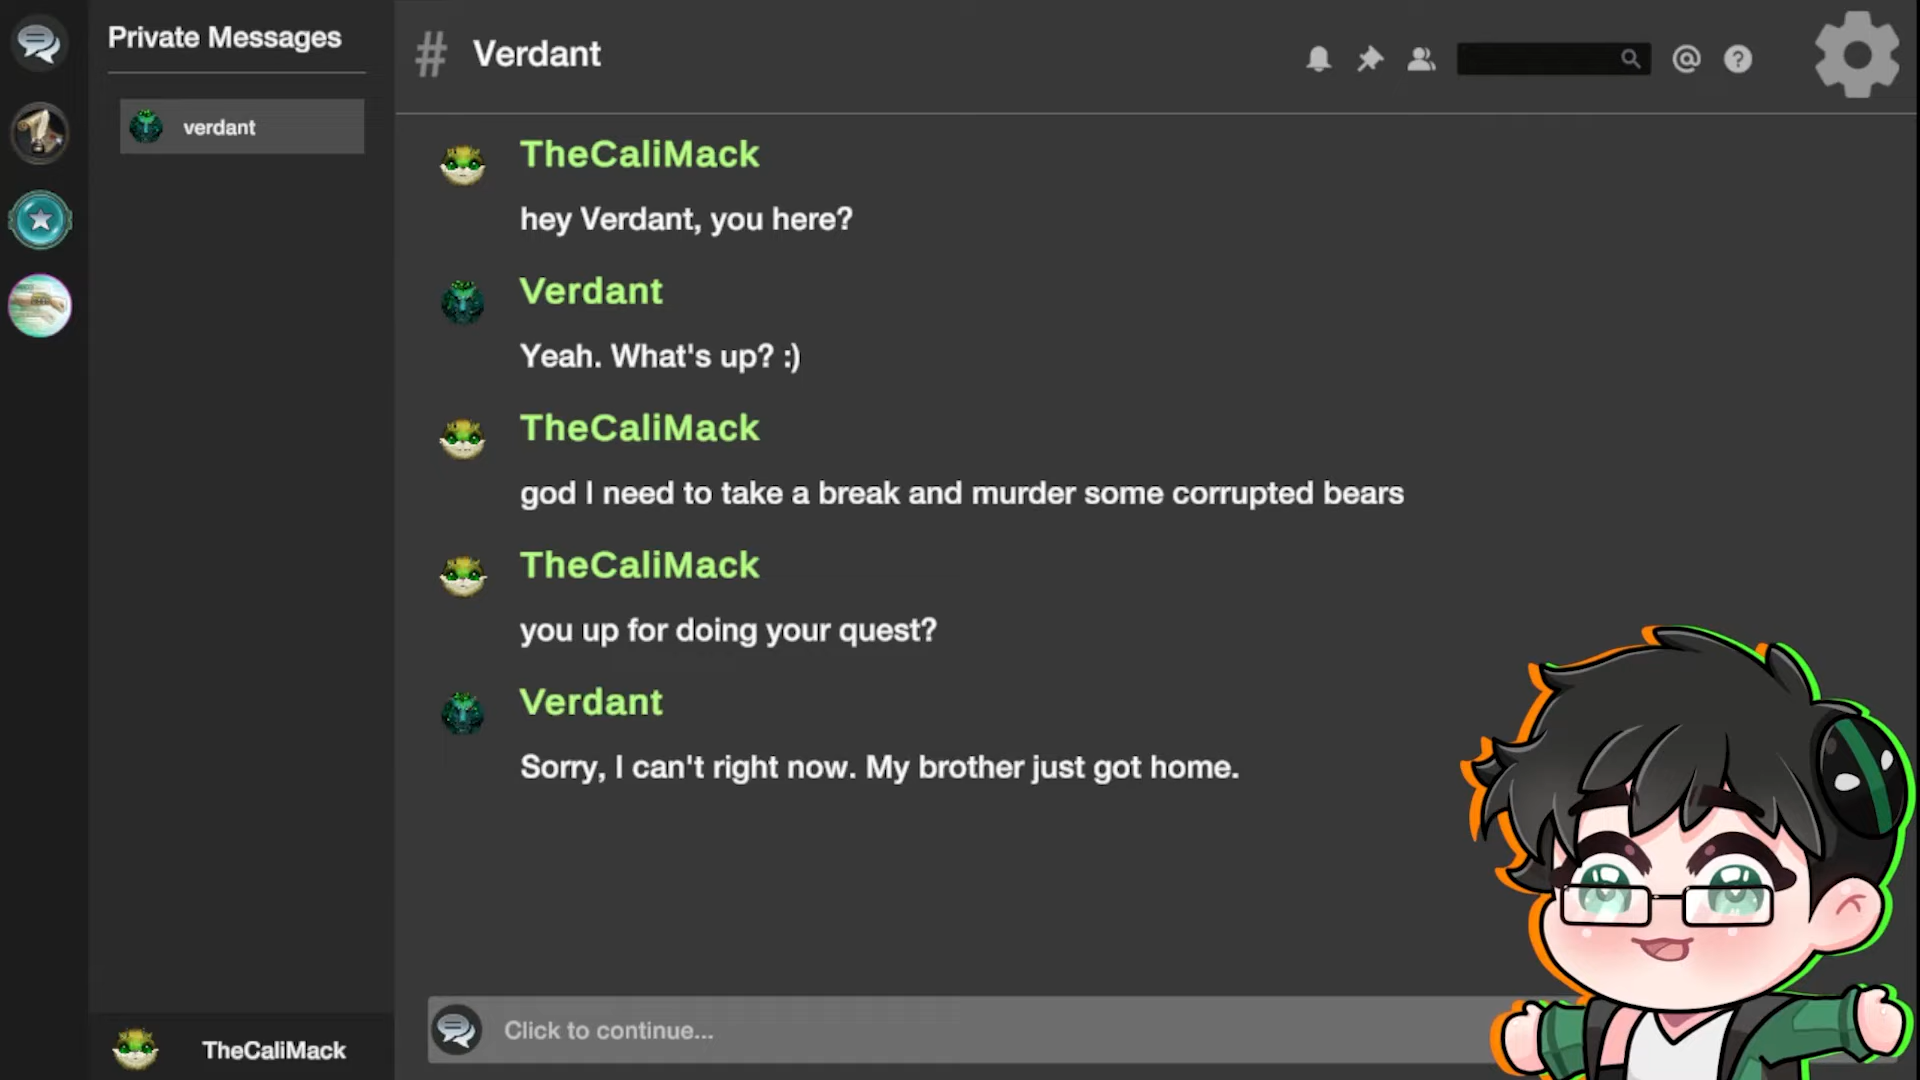 Private Messages
verdant
# Verdant
TheCaliMack
hey Verdant, you here?
Verdant
Yeah. What's up? :)
TheCaliMack
god I need to take a break and murder some corrupted bears
TheCaliMack
you up for doing your quest?
Verdant
Sorry, I can't right now. My brother just got home.
Click to continue...
TheCaliMack